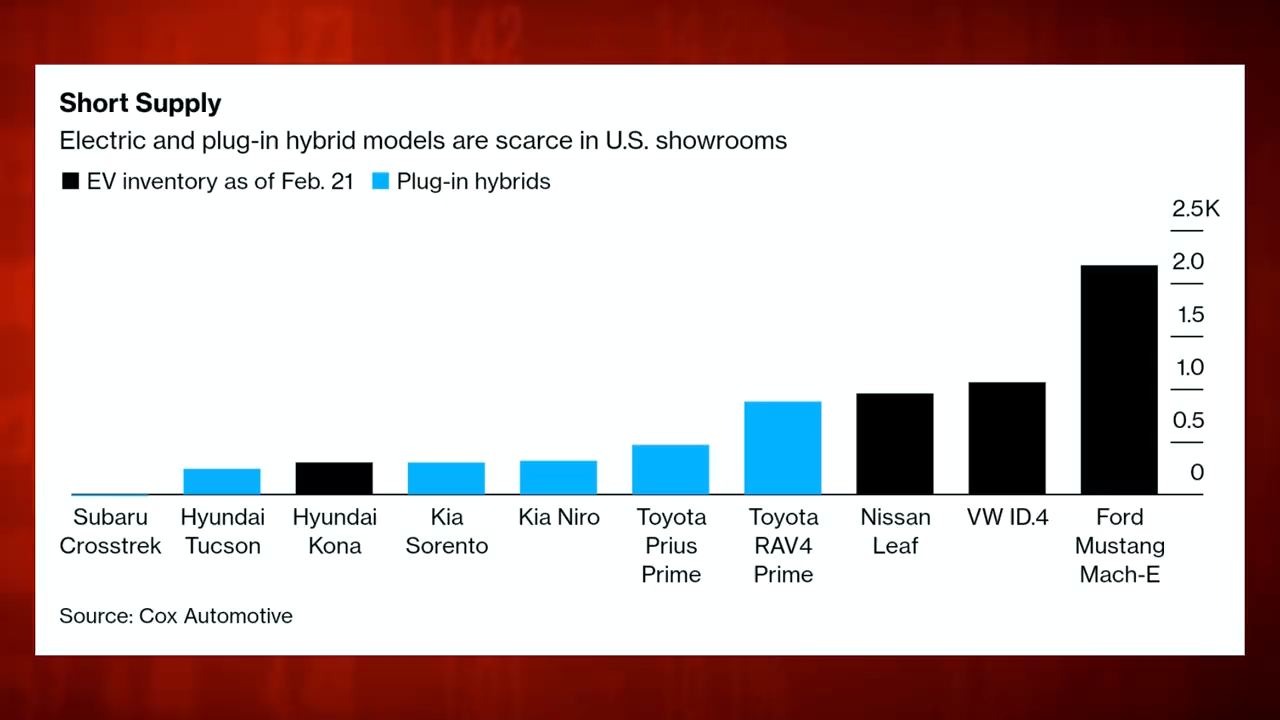 Short Supply
Electric and plug-in hybrid models are scarce in U.S. showrooms
EV inventory as of Feb. 21 Plug-in hybrids
2.5K
2.0
1.5
1.0
0.5
0
Subaru Crosstrek
Hyundai Tucson
Hyundai Kona
Kia Sorento
Kia Niro
Toyota Prius Prime
Toyota RAV4 Prime
Nissan Leaf
VW ID.4
Ford Mustang Mach-E
Source: Cox Automotive